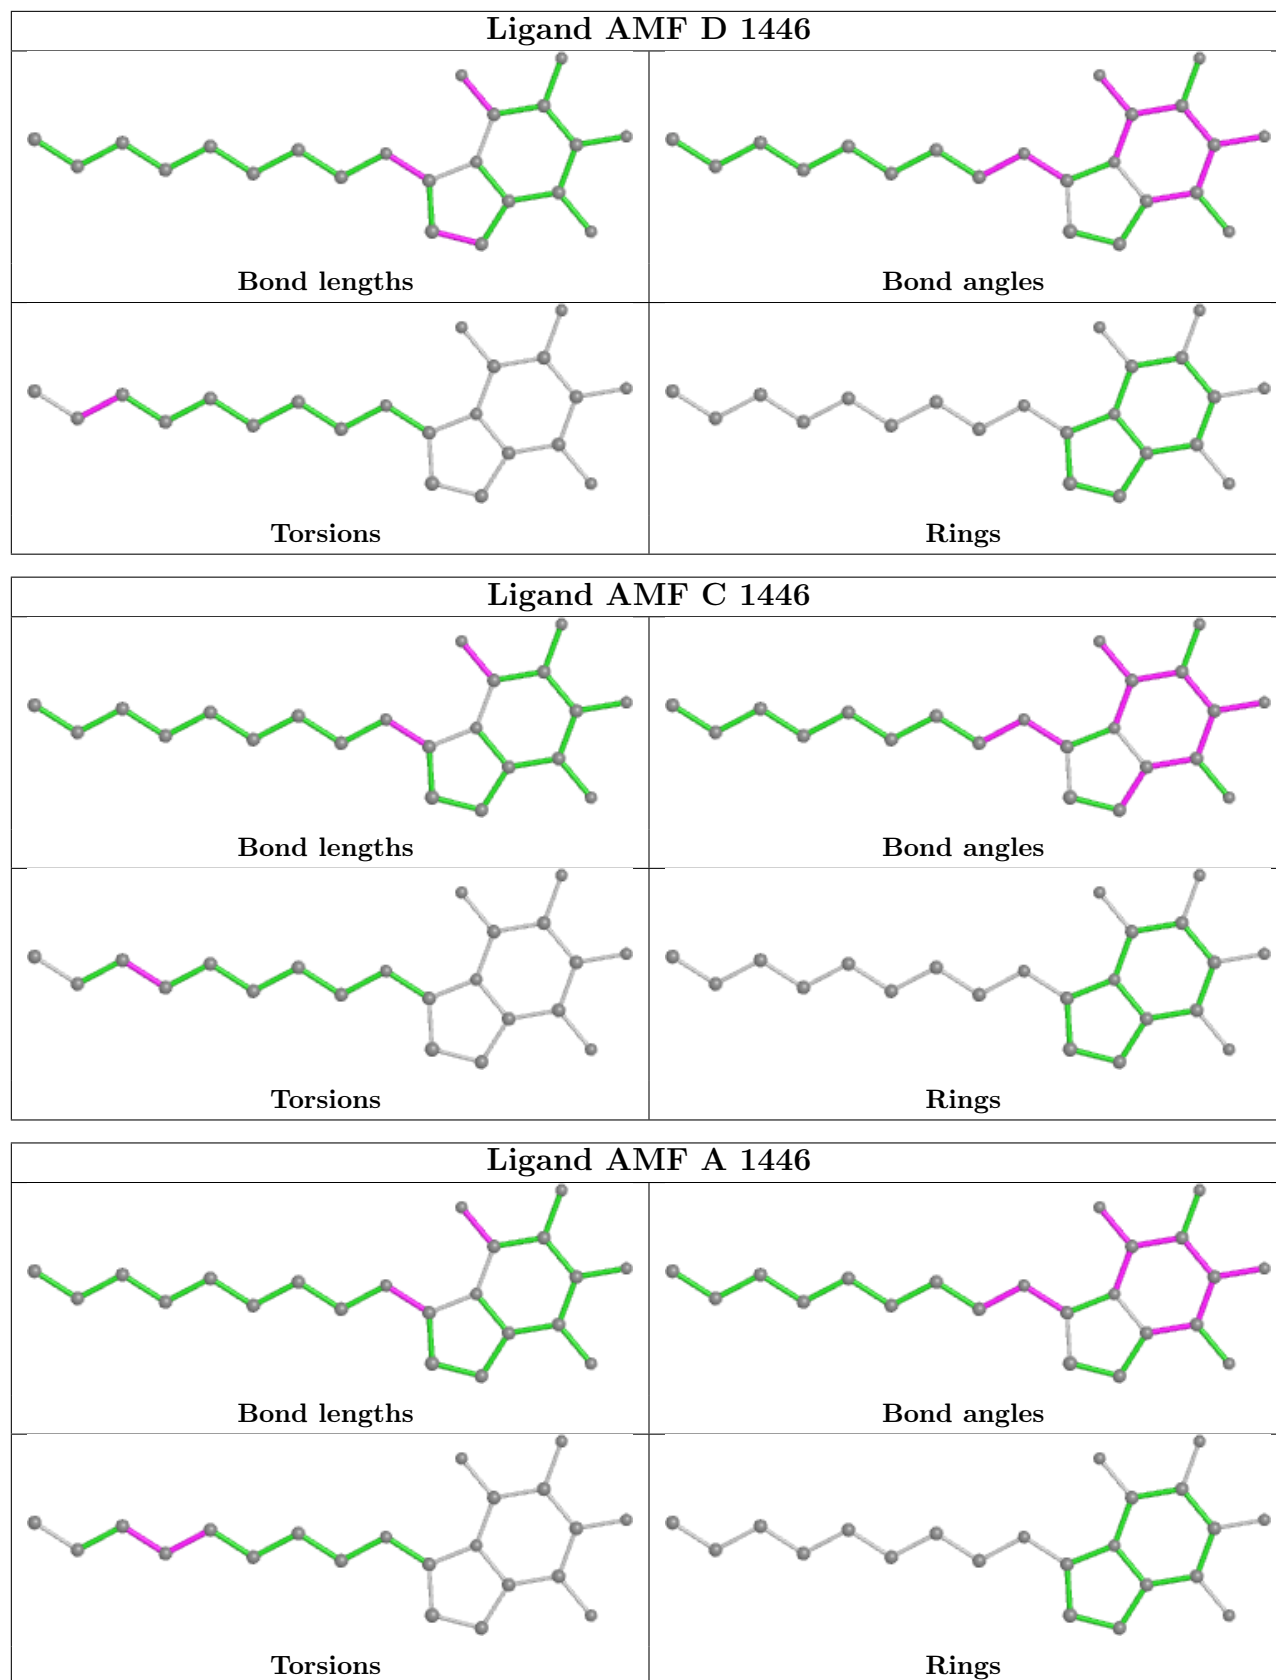 Ligand AMF D 1446
Bond lengths
Bond angles
Torsions
Rings
Ligand AMF C 1446
Bond lengths
Bond angles
Torsions
Rings
Ligand AMF A 1446
Bond lengths
Bond angles
Torsions
Rings